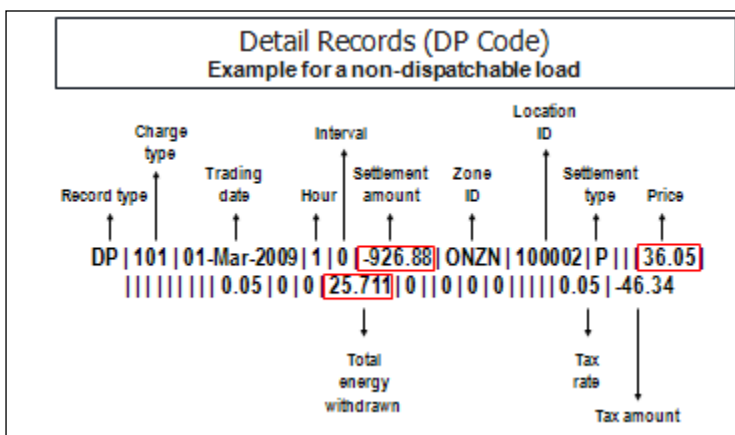 Detail Records (DP Code)
Example for a non-dispatchable load
Location
ID
Charge
type
Interval
Trading
date
Settlement
amount
Zone
ID
Settlement
type
Record type
Hour
Price
DP | 101 | 01-Mar-2009 | 1 | 0 | -926.88 | ONZN | 100002 | P | | | 36.05 |
| | | | | | | | | 0.05 | 0 | 0 | 25.711 | 0 | | 0 | 0 | 0 | | | | | 0.05 | -46.34
Total
energy
withdrawn
Tax
rate
Tax amount